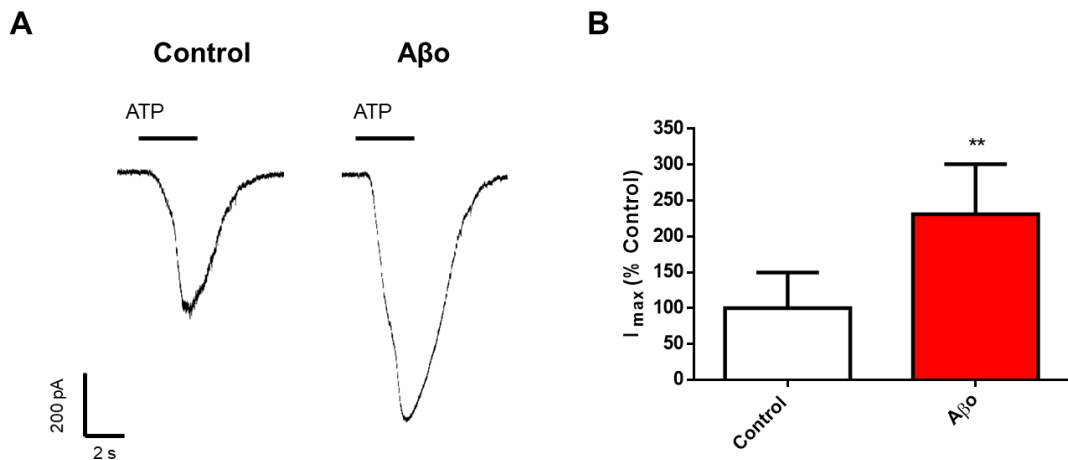 A
B
Control
Aβo
ATP
ATP
200 pA
2 s
I max (% Control)
350
300
250
200
150
100
50
0
**
Control
Aβo